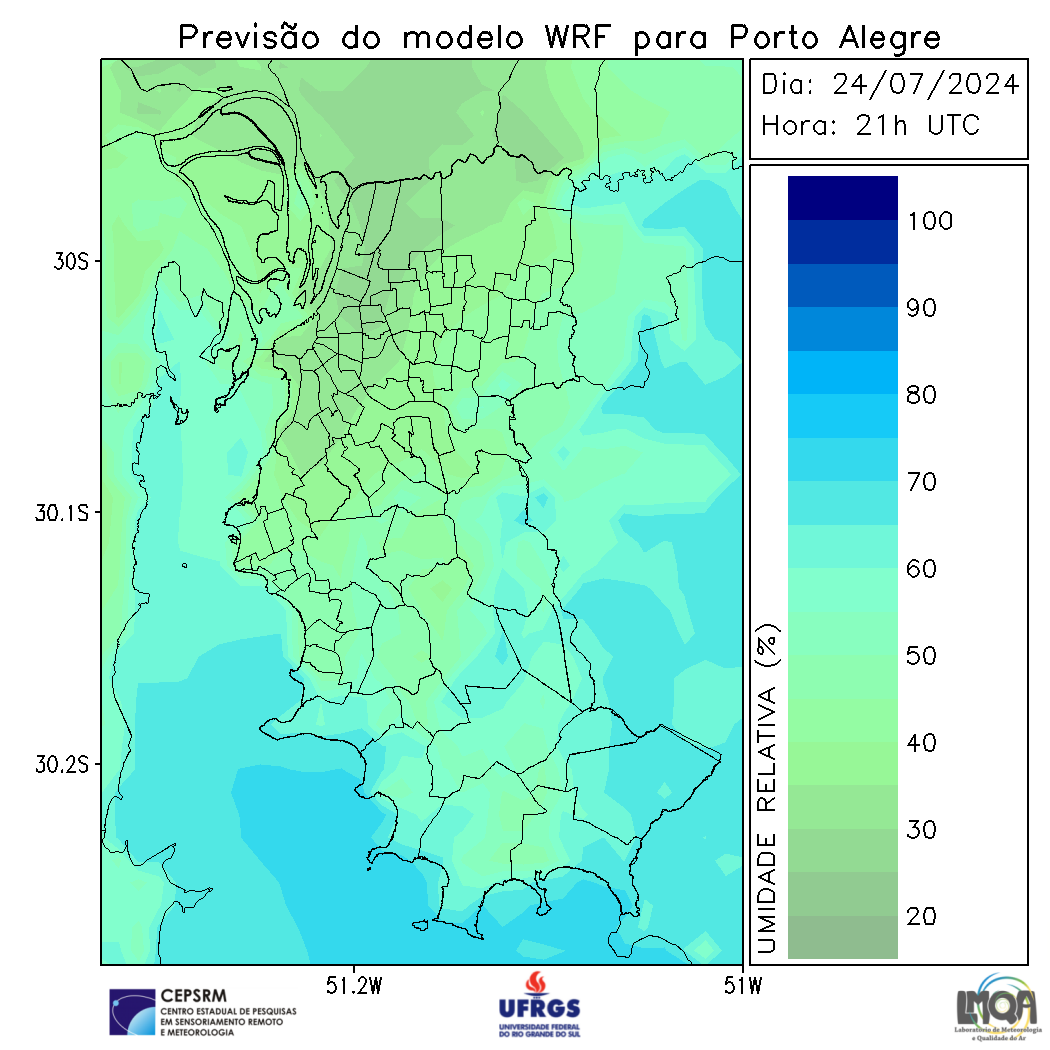 Previsão do modelo WRF para Porto Alegre
Dia: 24/07/2024
Hora: 21h UTC
30S
30.1S
30.2S
51.2W
51W
100
90
80
70
60
50
40
30
20
UMIDADE RELATIVA (%)
CEPSRM
CENTRO ESTADUAL DE PESQUISAS
EM SENSORIAMENTO REMOTO
E METEOROLOGIA
UFRGS
UNIVERSIDADE FEDERAL
DO RIO GRANDE DO SUL
LMQA
Laboratório de Meteorologia
e Qualidade do Ar